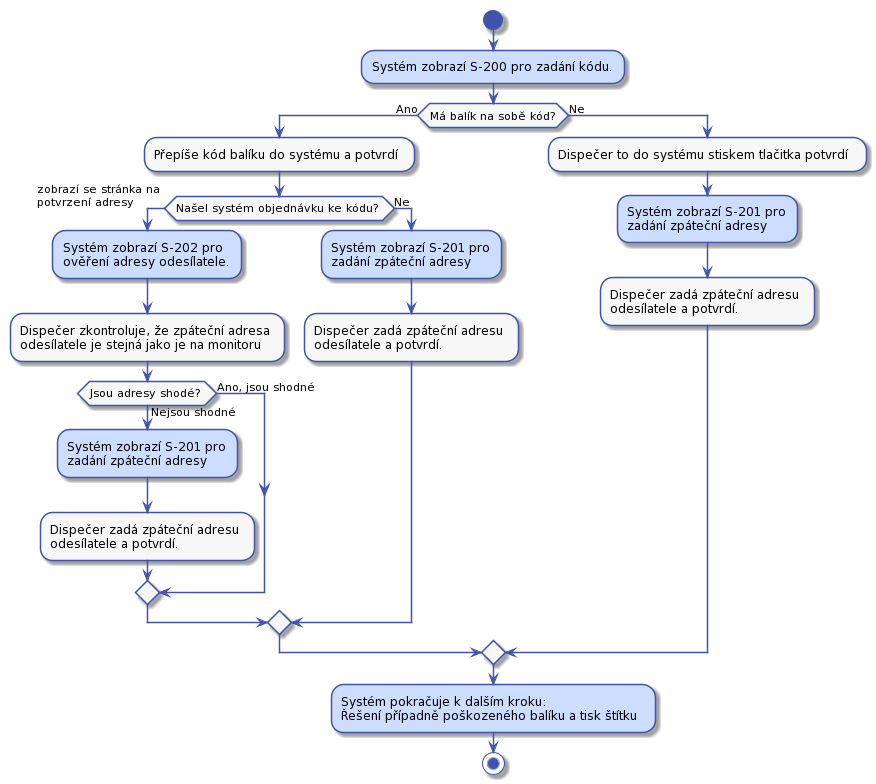 Systém zobrazí S-200 pro zadání kódu.
Ano
Má balík na sobě kód?
Ne
Přepíše kód balíku do systému a potvrdí
Dispečer to do systému stiskem tlačitka potvrdí
zobrazí se stránka na
potvrzení adresy
Našel systém objednávku ke kódu?
Ne
Systém zobrazí S-202 pro
ověření adresy odesílatele.
Systém zobrazí S-201 pro
zadání zpáteční adresy
Systém zobrazí S-201 pro
zadání zpáteční adresy
Dispečer zkontroluje, že zpáteční adresa
odesílatele je stejná jako je na monitoru
Dispečer zadá zpáteční adresu
odesílatele a potvrdí.
Dispečer zadá zpáteční adresu
odesílatele a potvrdí.
Jsou adresy shodé?
Ano, jsou shodné
Nejsou shodné
Systém zobrazí S-201 pro
zadání zpáteční adresy
Dispečer zadá zpáteční adresu
odesílatele a potvrdí.
Systém pokračuje k dalším kroku:
Řešení případně poškozeného balíku a tisk štítku